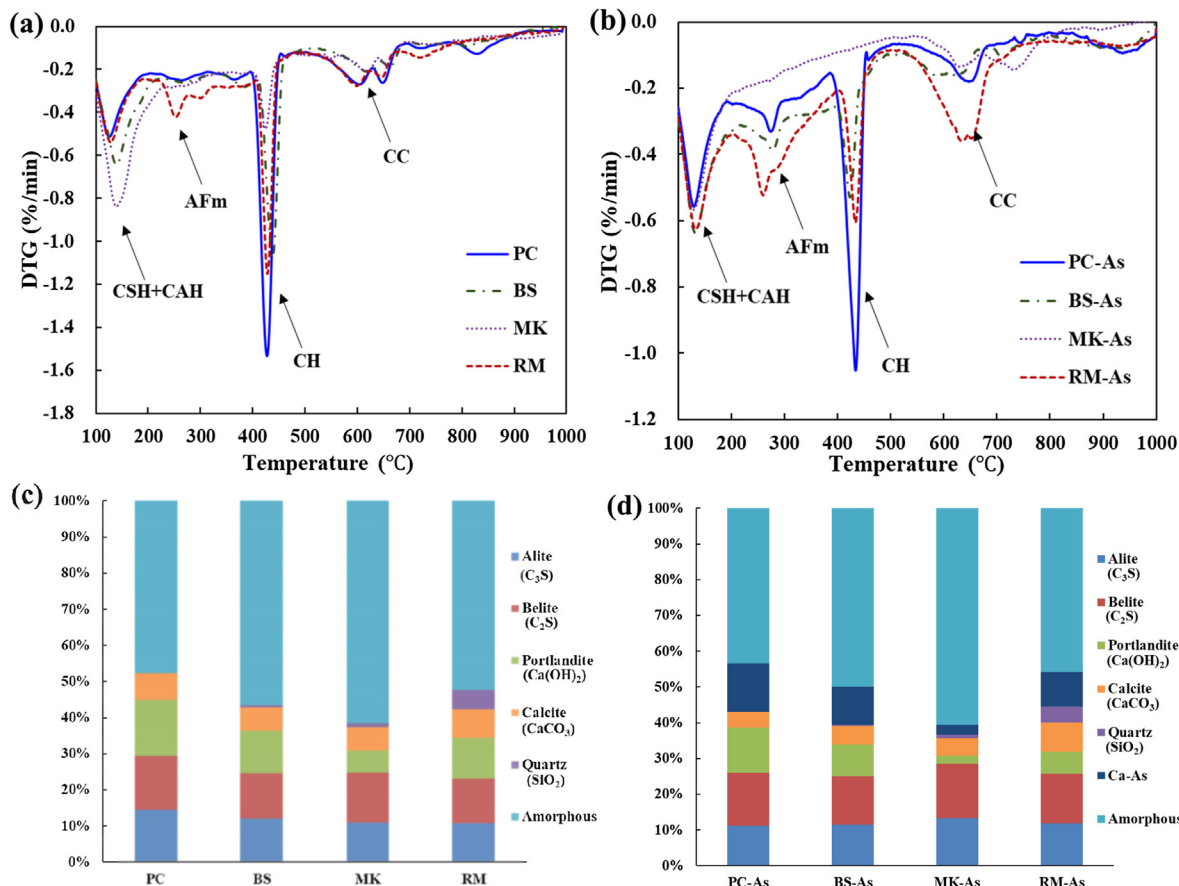 (a)
0.0
-0.2
-0.4
-0.6
-0.8
-1.0
-1.2
-1.4
-1.6
-1.8
DTG (%/min)
CSH+CAH
AFm
CH
CC
PC
BS
MK
RM
100 200 300 400 500 600 700 800 900 1000
Temperature (℃)
(b)
0.0
-0.2
-0.4
-0.6
-0.8
-1.0
-1.2
DTG (%/min)
CSH+CAH
AFm
CH
CC
PC-As
BS-As
MK-As
RM-As
100 200 300 400 500 600 700 800 900 1000
Temperature (℃)
(c)
100%
90%
80%
70%
60%
50%
40%
30%
20%
10%
0%
PC BS MK RM
Alite
(C₃S)
Belite
(C₂S)
Portlandite
(Ca(OH)₂)
Calcite
(CaCO₃)
Quartz
(SiO₂)
Amorphous
(d)
100%
90%
80%
70%
60%
50%
40%
30%
20%
10%
0%
PC-As BS-As MK-As RM-As
Alite
(C₃S)
Belite
(C₂S)
Portlandite
(Ca(OH)₂)
Calcite
(CaCO₃)
Quartz
(SiO₂)
Ca-As
Amorphous